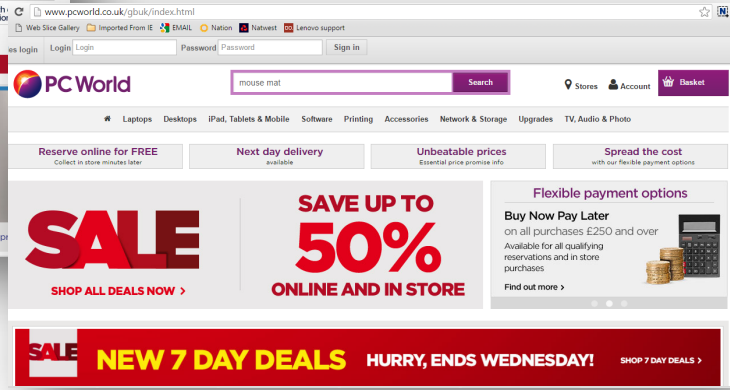 www.pcworld.co.uk/gbuk/index.html
Web Slice Gallery Imported From IE EMAIL Nation Natwest Lenovo support
es login Login Login Password Password Sign in
PC World mouse mat Search Stores Account Basket
Laptops Desktops iPad, Tablets & Mobile Software Printing Accessories Network & Storage Upgrades TV, Audio & Photo
Reserve online for FREE
Collect in store minutes later
Next day delivery
available
Unbeatable prices
Essential price promise info
Spread the cost
with our flexible payment options
SALE
SHOP ALL DEALS NOW >
SAVE UP TO
50%
ONLINE AND IN STORE
Flexible payment options
Buy Now Pay Later
on all purchases £250 and over
Available for all qualifying
reservations and in store
purchases
Find out more >
SALE NEW 7 DAY DEALS HURRY, ENDS WEDNESDAY! SHOP 7 DAY DEALS >